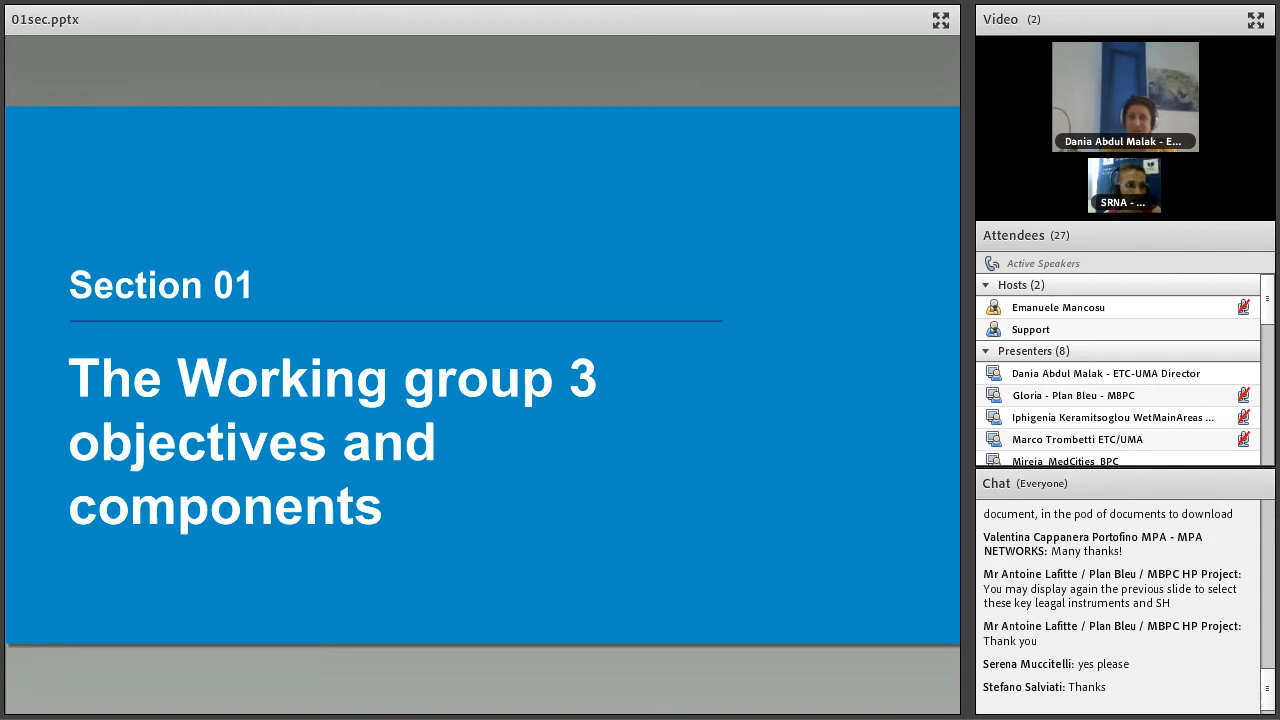 01sec.pptx
Section 01
The Working group 3
objectives and
components
Video (2)
Dania Abdul Malak - E...
SRNA - ...
Attendees (27)
Active Speakers
Hosts (2)
Emanuele Mancosu
Support
Presenters (8)
Dania Abdul Malak - ETC-UMA Director
Gloria - Plan Bleu - MBPC
Iphigenia Keramitsoglou WetMainAreas ...
Marco Trombetti ETC/UMA
Mireia MedCities BPC
Chat (Everyone)
document, in the pod of documents to download
Valentina Cappanera Portofino MPA - MPA
NETWORKS: Many thanks!
Mr Antoine Lafitte / Plan Bleu / MBPC HP Project:
You may display again the previous slide to select
these key leagal instruments and SH
Mr Antoine Lafitte / Plan Bleu / MBPC HP Project:
Thank you
Serena Muccitelli: yes please
Stefano Salviati: Thanks